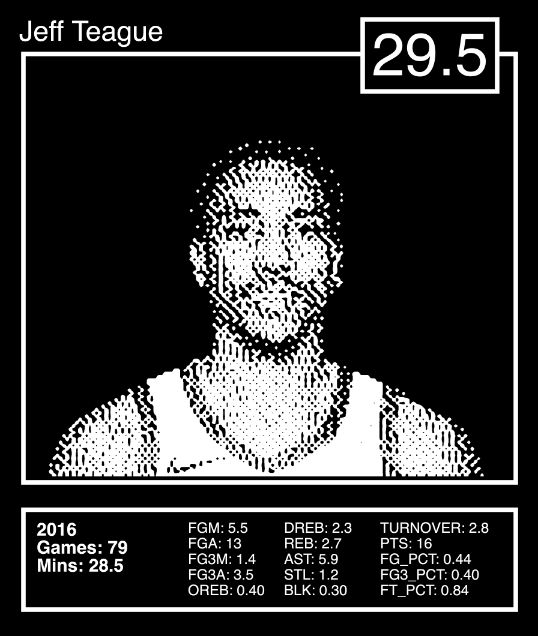 Jeff Teague
29.5
2016
Games: 79
Mins: 28.5
FGM: 5.5
FGA: 13
FG3M: 1.4
FG3A: 3.5
OREB: 0.40
DREB: 2.3
REB: 2.7
AST: 5.9
STL: 1.2
BLK: 0.30
TURNOVER: 2.8
PTS: 16
FG_PCT: 0.44
FG3_PCT: 0.40
FT_PCT: 0.84